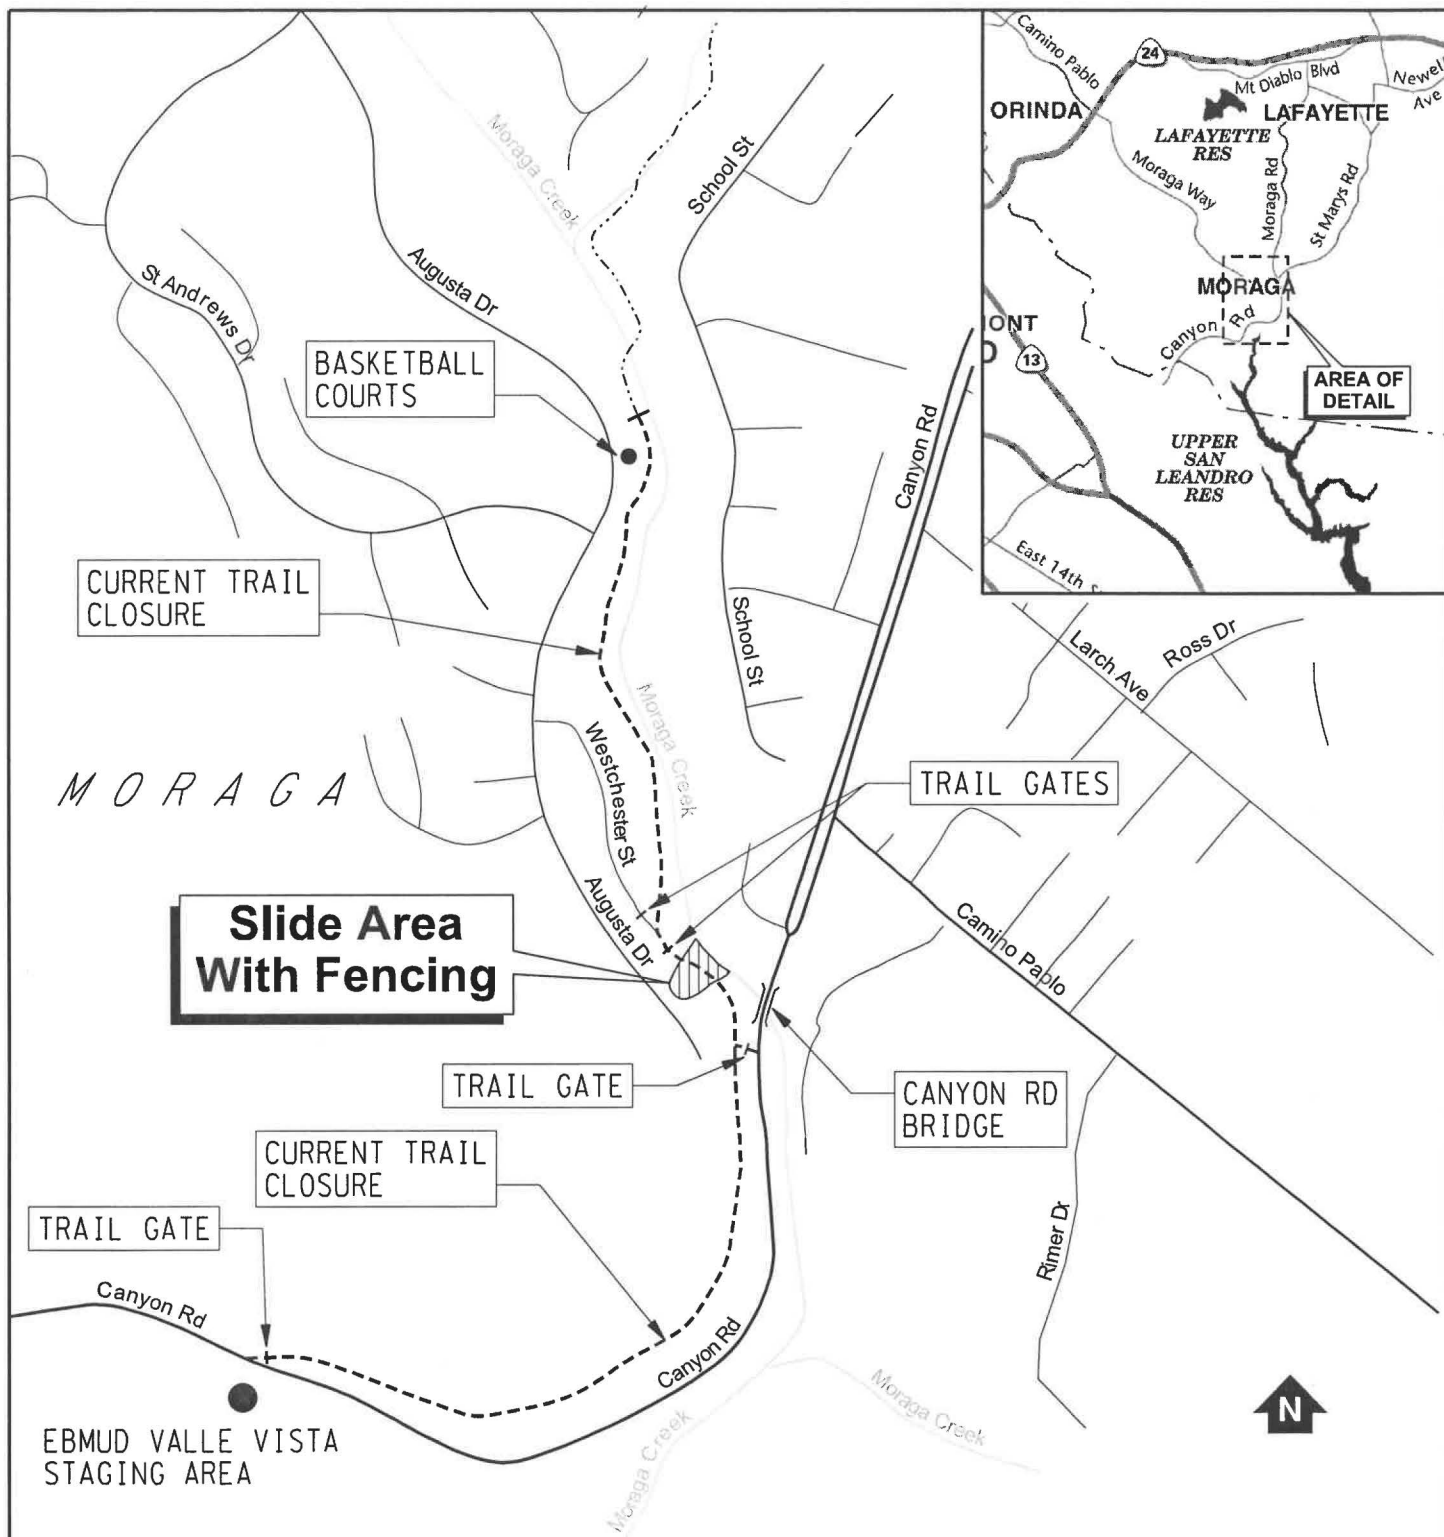 Moraga Creek
School St
St Andrews Dr
Augusta Dr
BASKETBALL
COURTS
Canyon Rd
CURRENT TRAIL
CLOSURE
School St
Moraga Creek
Westchester St
MORAGA
TRAIL GATES
Larch Ave
Ross Dr
Augusta Dr
Slide Area
With Fencing
Camino Pablo
TRAIL GATE
CANYON RD
BRIDGE
CURRENT TRAIL
CLOSURE
TRAIL GATE
Rimer Dr
Canyon Rd
Canyon Rd
Moraga Creek
Moraga Creek
EBMUD VALLE VISTA
STAGING AREA
N
Camino Pablo
24
Mt Diablo Blvd
Newell
Ave
ORINDA
LAFAYETTE
LAFAYETTE
RES
Moraga Way
Moraga Rd
St Marys Rd
MORAGA
Canyon Rd
MONT
13
AREA OF
DETAIL
UPPER
SAN
LEANDRO
RES
East 14th S